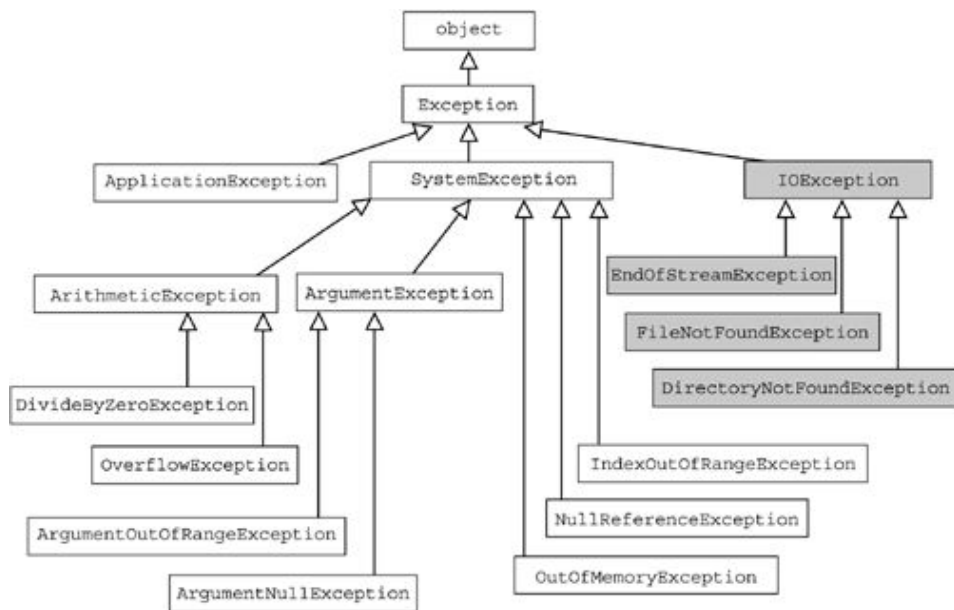 object
Exception
ApplicationException
SystemException
IOException
ArithmeticException
ArgumentException
EndOfStreamException
FileNotFoundException
DirectoryNotFoundException
DivideByZeroException
OverflowException
IndexOutOfRangeException
ArgumentOutOfRangeException
NullReferenceException
ArgumentNullException
OutOfMemoryException